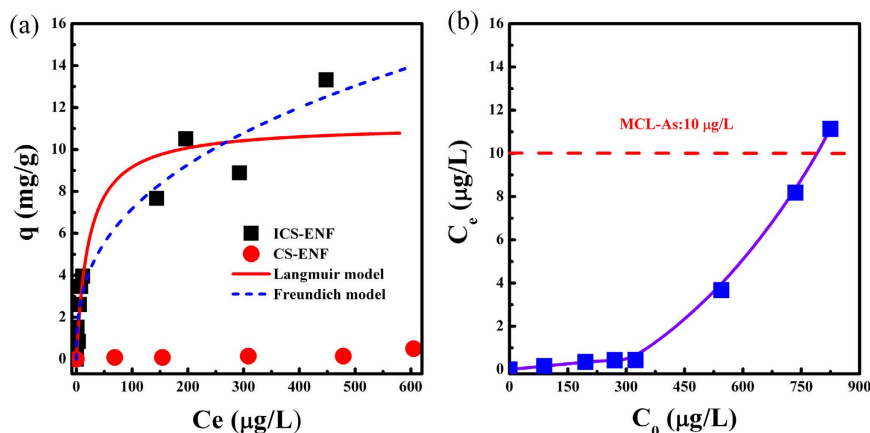 (a)
16
14
12
10
8
6
4
2
0
q (mg/g)
ICS-ENF
CS-ENF
Langmuir model
Freundich model
0 100 200 300 400 500 600
Ce (μg/L)
(b)
16
14
12
10
8
6
4
2
0
C_e (μg/L)
MCL-As:10 μg/L
0 150 300 450 600 750 900
C_0 (μg/L)